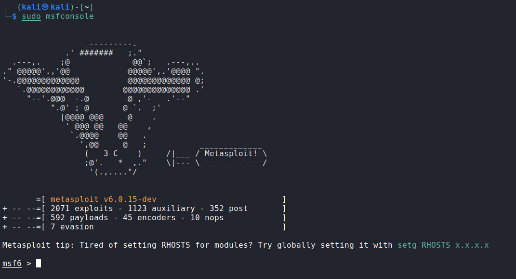 (kali㉿kali)-[~]
$ sudo msfconsole
#######
3 C
Metasploit!
=[ metasploit v6.0.15-dev ]
+ -- --=[ 2071 exploits - 1123 auxiliary - 352 post ]
+ -- --=[ 592 payloads - 45 encoders - 10 nops ]
+ -- --=[ 7 evasion ]
Metasploit tip: Tired of setting RHOSTS for modules? Try globally setting it with setg RHOSTS x.x.x.x
msf6 >